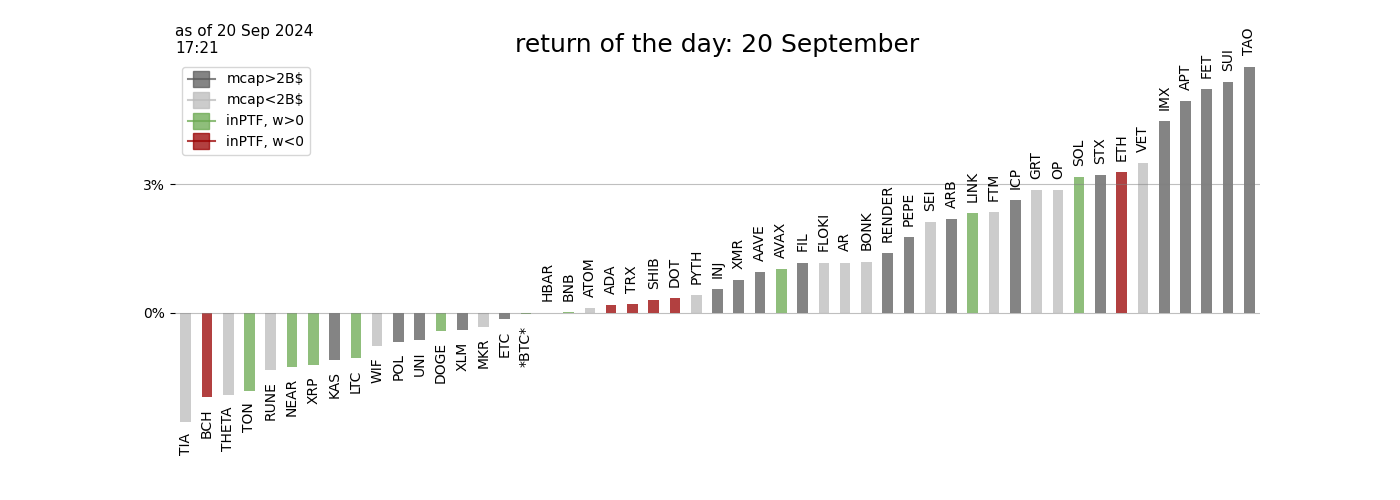 as of 20 Sep 2024
17:21
return of the day: 20 September
mcap>2B$
mcap<2B$
inPTF, w>0
inPTF, w<0
3%
0%
TIA
BCH
THETA
TON
RUNE
NEAR
XRP
KAS
LTC
WIF
POL
UNI
DOGE
XLM
MKR
ETC
*BTC*
HBAR
BNB
ATOM
ADA
TRX
SHIB
DOT
PYTH
INJ
XMR
AAVE
AVAX
FIL
FLOKI
AR
BONK
RENDER
PEPE
SEI
ARB
LINK
FTM
ICP
GRT
OP
SOL
STX
ETH
VET
IMX
APT
FET
SUI
TAO